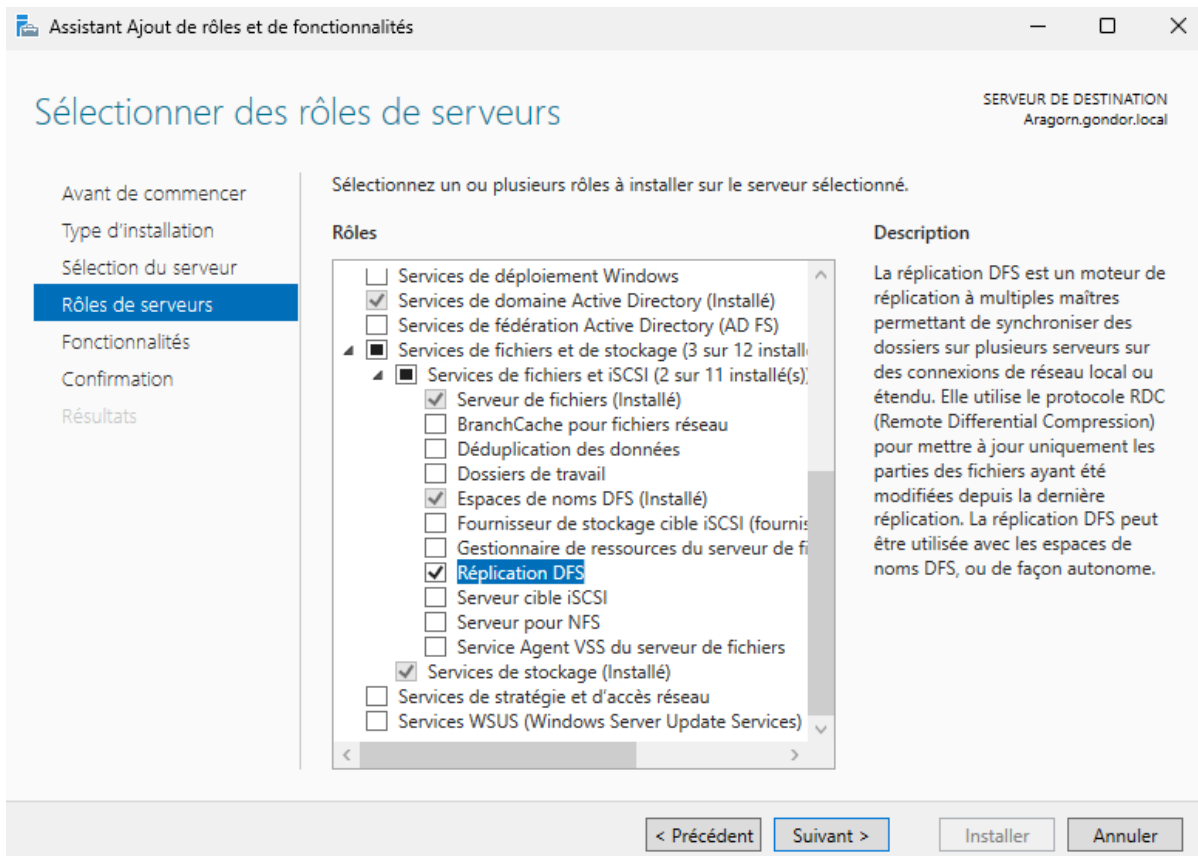 Assistant Ajout de rôles et de fonctionnalités
Sélectionner des rôles de serveurs
SERVEUR DE DESTINATION
Aragorn.gondor.local
Avant de commencer
Type d'installation
Sélection du serveur
Rôles de serveurs
Fonctionnalités
Confirmation
Résultats
Sélectionnez un ou plusieurs rôles à installer sur le serveur sélectionné.
Rôles
Services de déploiement Windows
Services de domaine Active Directory (Installé)
Services de fédération Active Directory (AD FS)
Services de fichiers et de stockage (3 sur 12 install
Services de fichiers et iSCSI (2 sur 11 installé(s))
Serveur de fichiers (Installé)
BranchCache pour fichiers réseau
Déduplication des données
Dossiers de travail
Espaces de noms DFS (Installé)
Fournisseur de stockage cible iSCSI (fournis
Gestionnaire de ressources du serveur de fi
Réplication DFS
Serveur cible iSCSI
Serveur pour NFS
Service Agent VSS du serveur de fichiers
Services de stockage (Installé)
Services de stratégie et d'accès réseau
Services WSUS (Windows Server Update Services)
Description
La réplication DFS est un moteur de
réplication à multiples maîtres
permettant de synchroniser des
dossiers sur plusieurs serveurs sur
des connexions de réseau local ou
étendu. Elle utilise le protocole RDC
(Remote Differential Compression)
pour mettre à jour uniquement les
parties des fichiers ayant été
modifiées depuis la dernière
réplication. La réplication DFS peut
être utilisée avec les espaces de
noms DFS, ou de façon autonome.
< Précédent
Suivant >
Installer
Annuler